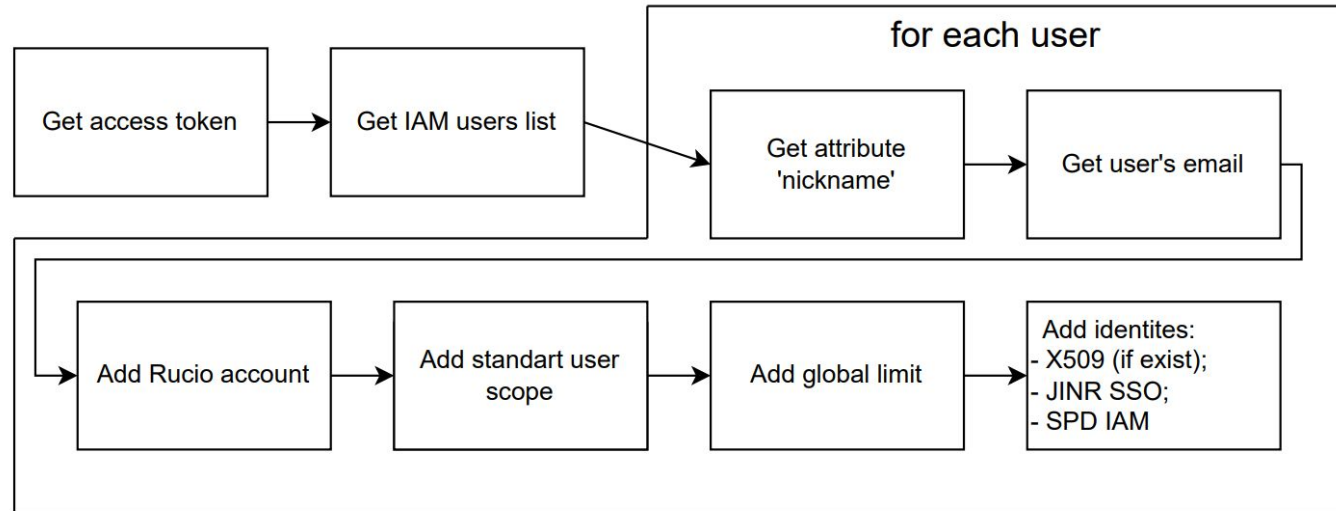 for each user
Get access token
Get IAM users list
Get attribute
'nickname'
Get user's email
Add Rucio account
Add standart user
scope
Add global limit
Add identites:
- X509 (if exist);
- JINR SSO;
- SPD IAM